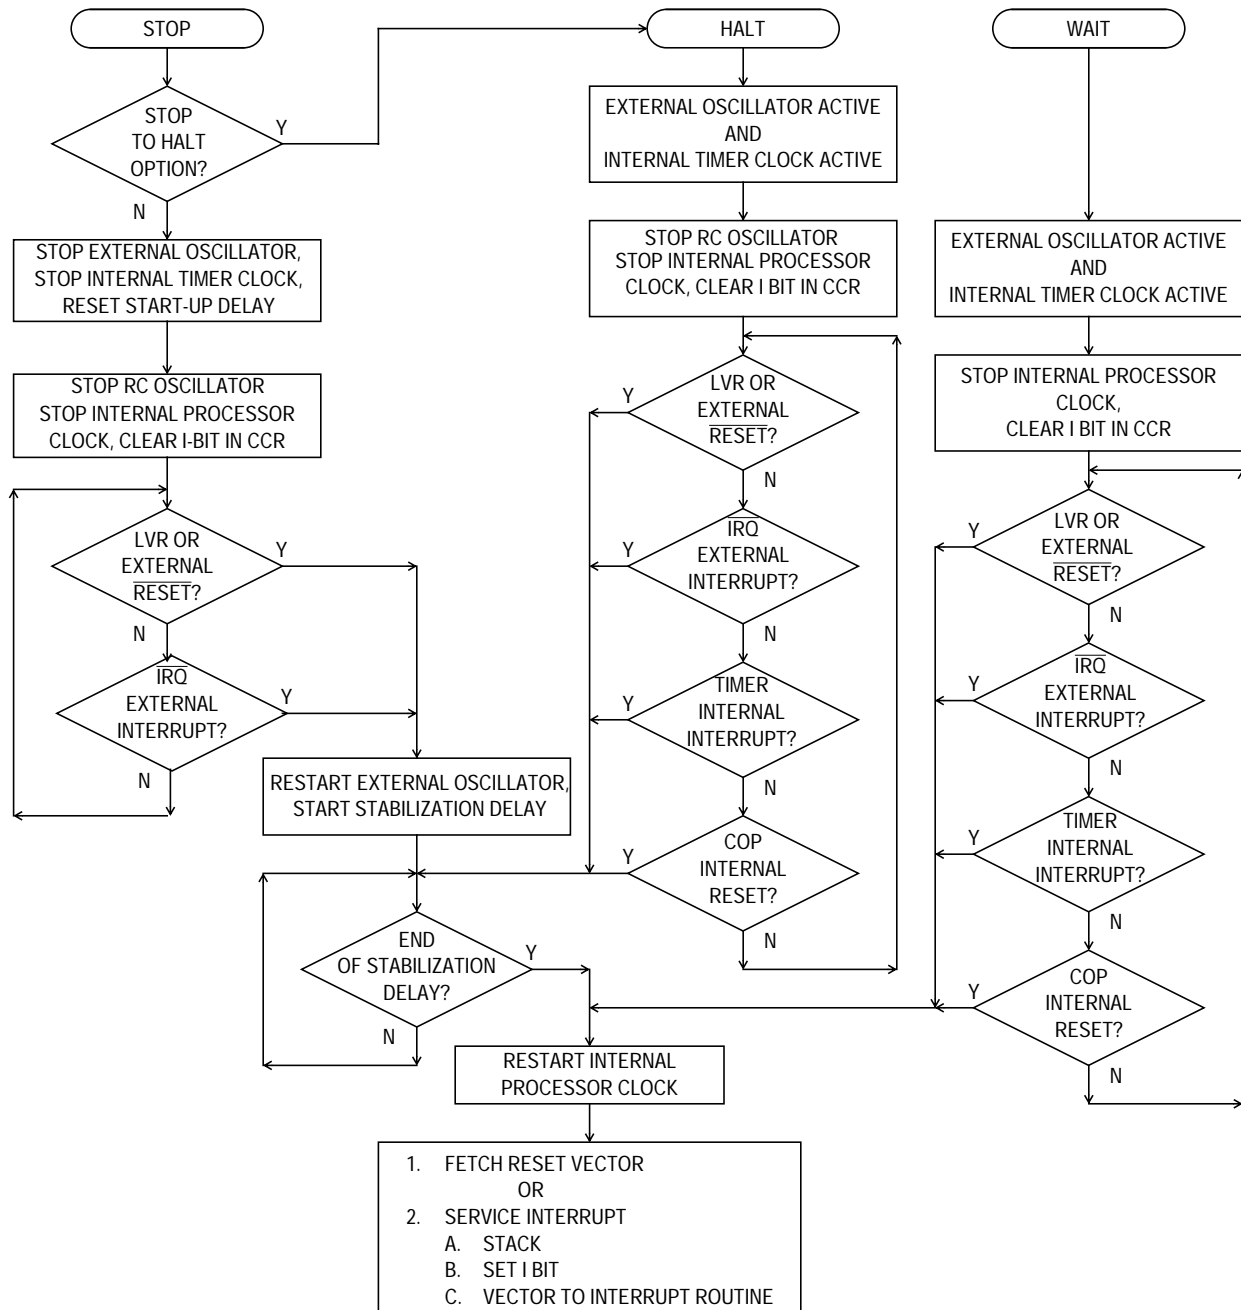 STOP
STOP
TO HALT
OPTION?
Y
N
STOP EXTERNAL OSCILLATOR,
STOP INTERNAL TIMER CLOCK,
RESET START-UP DELAY
STOP RC OSCILLATOR
STOP INTERNAL PROCESSOR
CLOCK, CLEAR I-BIT IN CCR
LVR OR
EXTERNAL
RESET?
Y
N
IRQ
EXTERNAL
INTERRUPT?
Y
N
RESTART EXTERNAL OSCILLATOR,
START STABILIZATION DELAY
END
OF STABILIZATION
DELAY?
Y
N
HALT
EXTERNAL OSCILLATOR ACTIVE
AND
INTERNAL TIMER CLOCK ACTIVE
STOP RC OSCILLATOR
STOP INTERNAL PROCESSOR
CLOCK, CLEAR I BIT IN CCR
Y
LVR OR
EXTERNAL
RESET?
N
Y
IRQ
EXTERNAL
INTERRUPT?
N
Y
TIMER
INTERNAL
INTERRUPT?
N
Y
COP
INTERNAL
RESET?
N
WAIT
EXTERNAL OSCILLATOR ACTIVE
AND
INTERNAL TIMER CLOCK ACTIVE
STOP INTERNAL PROCESSOR
CLOCK,
CLEAR I BIT IN CCR
Y
LVR OR
EXTERNAL
RESET?
N
Y
IRQ
EXTERNAL
INTERRUPT?
N
Y
TIMER
INTERNAL
INTERRUPT?
N
Y
COP
INTERNAL
RESET?
N
RESTART INTERNAL
PROCESSOR CLOCK
1. FETCH RESET VECTOR
OR
2. SERVICE INTERRUPT
A. STACK
B. SET I BIT
C. VECTOR TO INTERRUPT ROUTINE